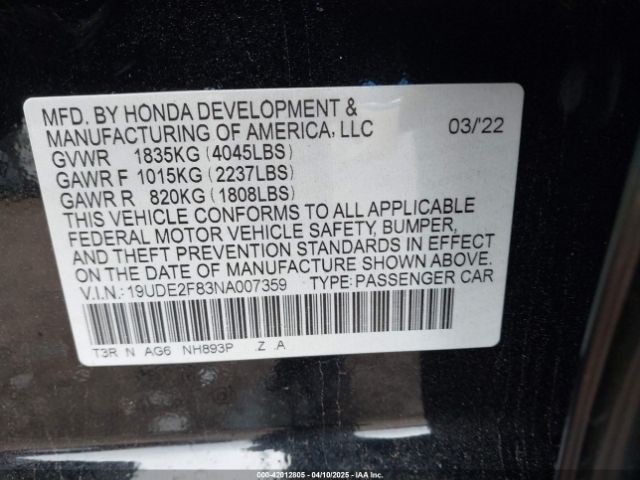 MFD. BY HONDA DEVELOPMENT &
MANUFACTURING OF AMERICA, LLC 03/'22
GVWR 1835KG (4045LBS)
GAWR F 1015KG (2237LBS)
GAWR R 820KG (1808LBS)
THIS VEHICLE CONFORMS TO ALL APPLICABLE
FEDERAL MOTOR VEHICLE SAFETY, BUMPER,
AND THEFT PREVENTION STANDARDS IN EFFECT
ON THE DATE OF MANUFACTURE SHOWN ABOVE.
V.I.N.: 19UDE2F83NA007359 TYPE: PASSENGER CAR
T3R N AG6 NH893P .Z .A
000-42012805 - 04/10/2025 - IAAI.COM